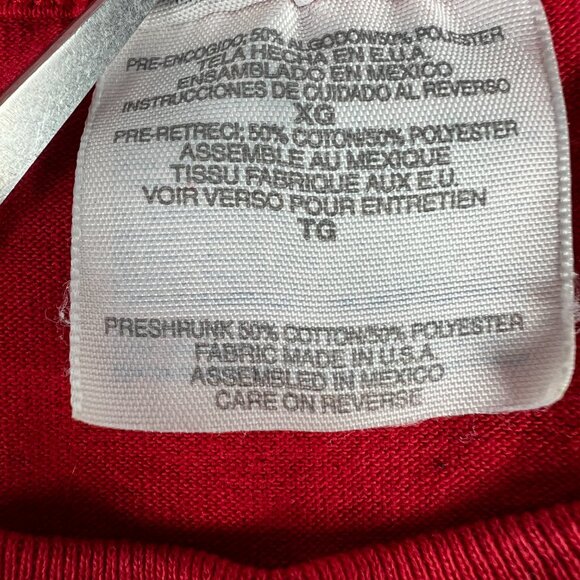 PRE-ENCOGIDO; 50% ALGODON/50% POLIESTER
TELA HECHA EN E.U.A.
ENSAMBLADO EN MEXICO
INSTRUCCIONES DE CUIDADO AL REVERSO
XG
PRE-RETRECI; 50% COTON/50% POLYESTER
ASSEMBLE AU MEXIQUE
TISSU FABRIQUE AUX E.U.
VOIR VERSO POUR ENTRETIEN
TG
PRESHRUNK 50% COTTON/50% POLYESTER
FABRIC MADE IN U.S.A.
ASSEMBLED IN MEXICO
CARE ON REVERSE